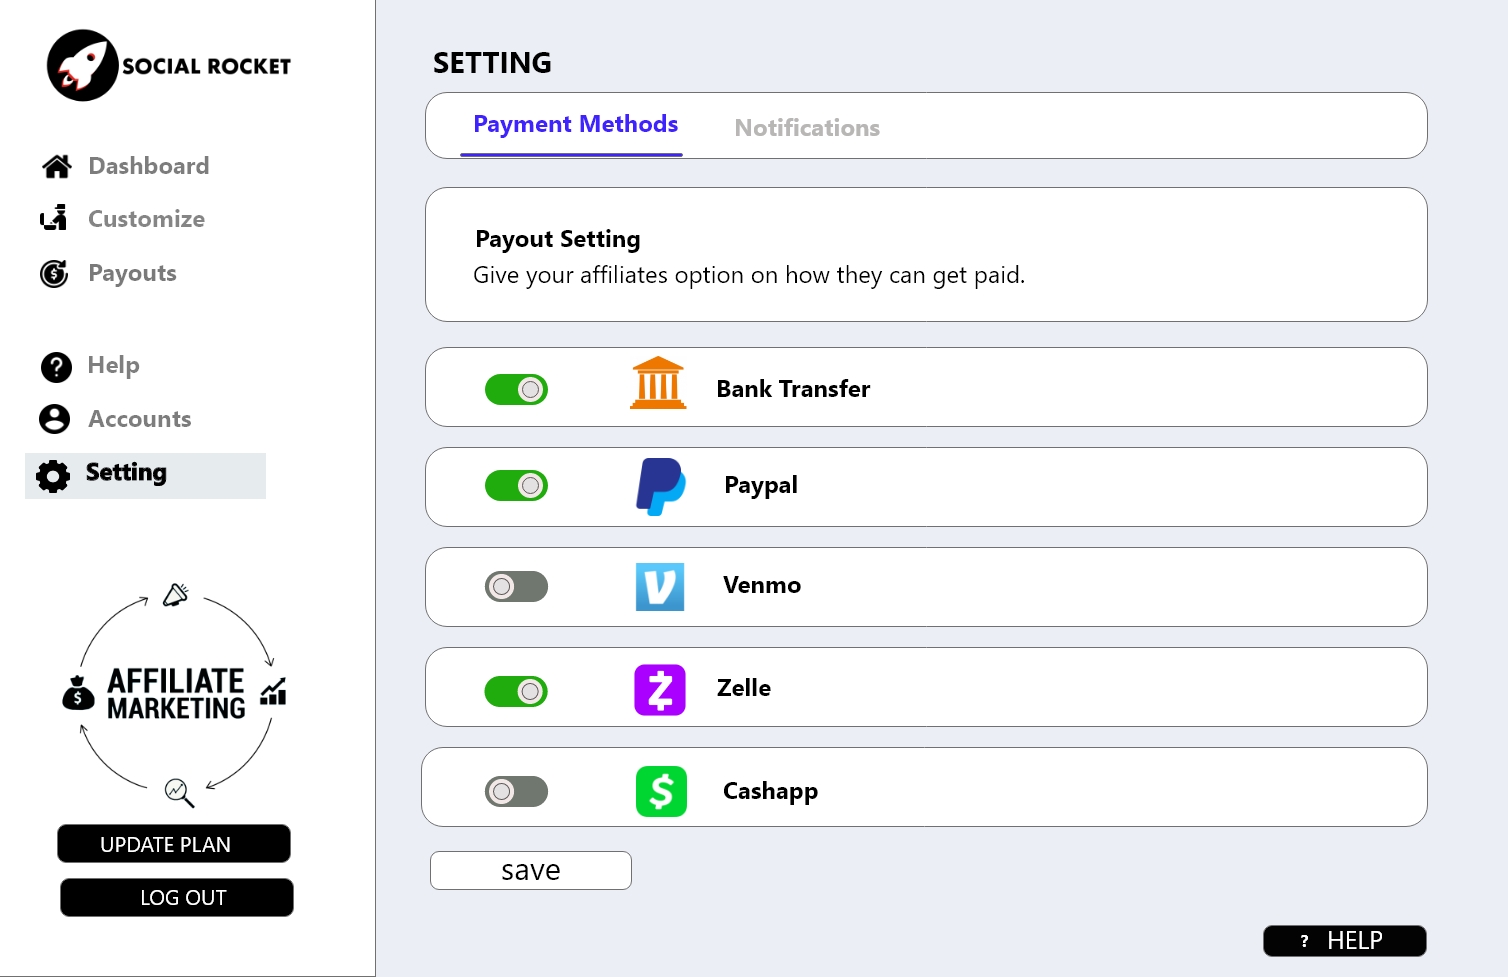 SOCIAL ROCKET
Dashboard
Customize
Payouts
Help
Accounts
Setting
AFFILIATE
MARKETING
UPDATE PLAN
LOG OUT
SETTING
Payment Methods
Notifications
Payout Setting
Give your affiliates option on how they can get paid.
Bank Transfer
Paypal
Venmo
Zelle
Cashapp
save
? HELP